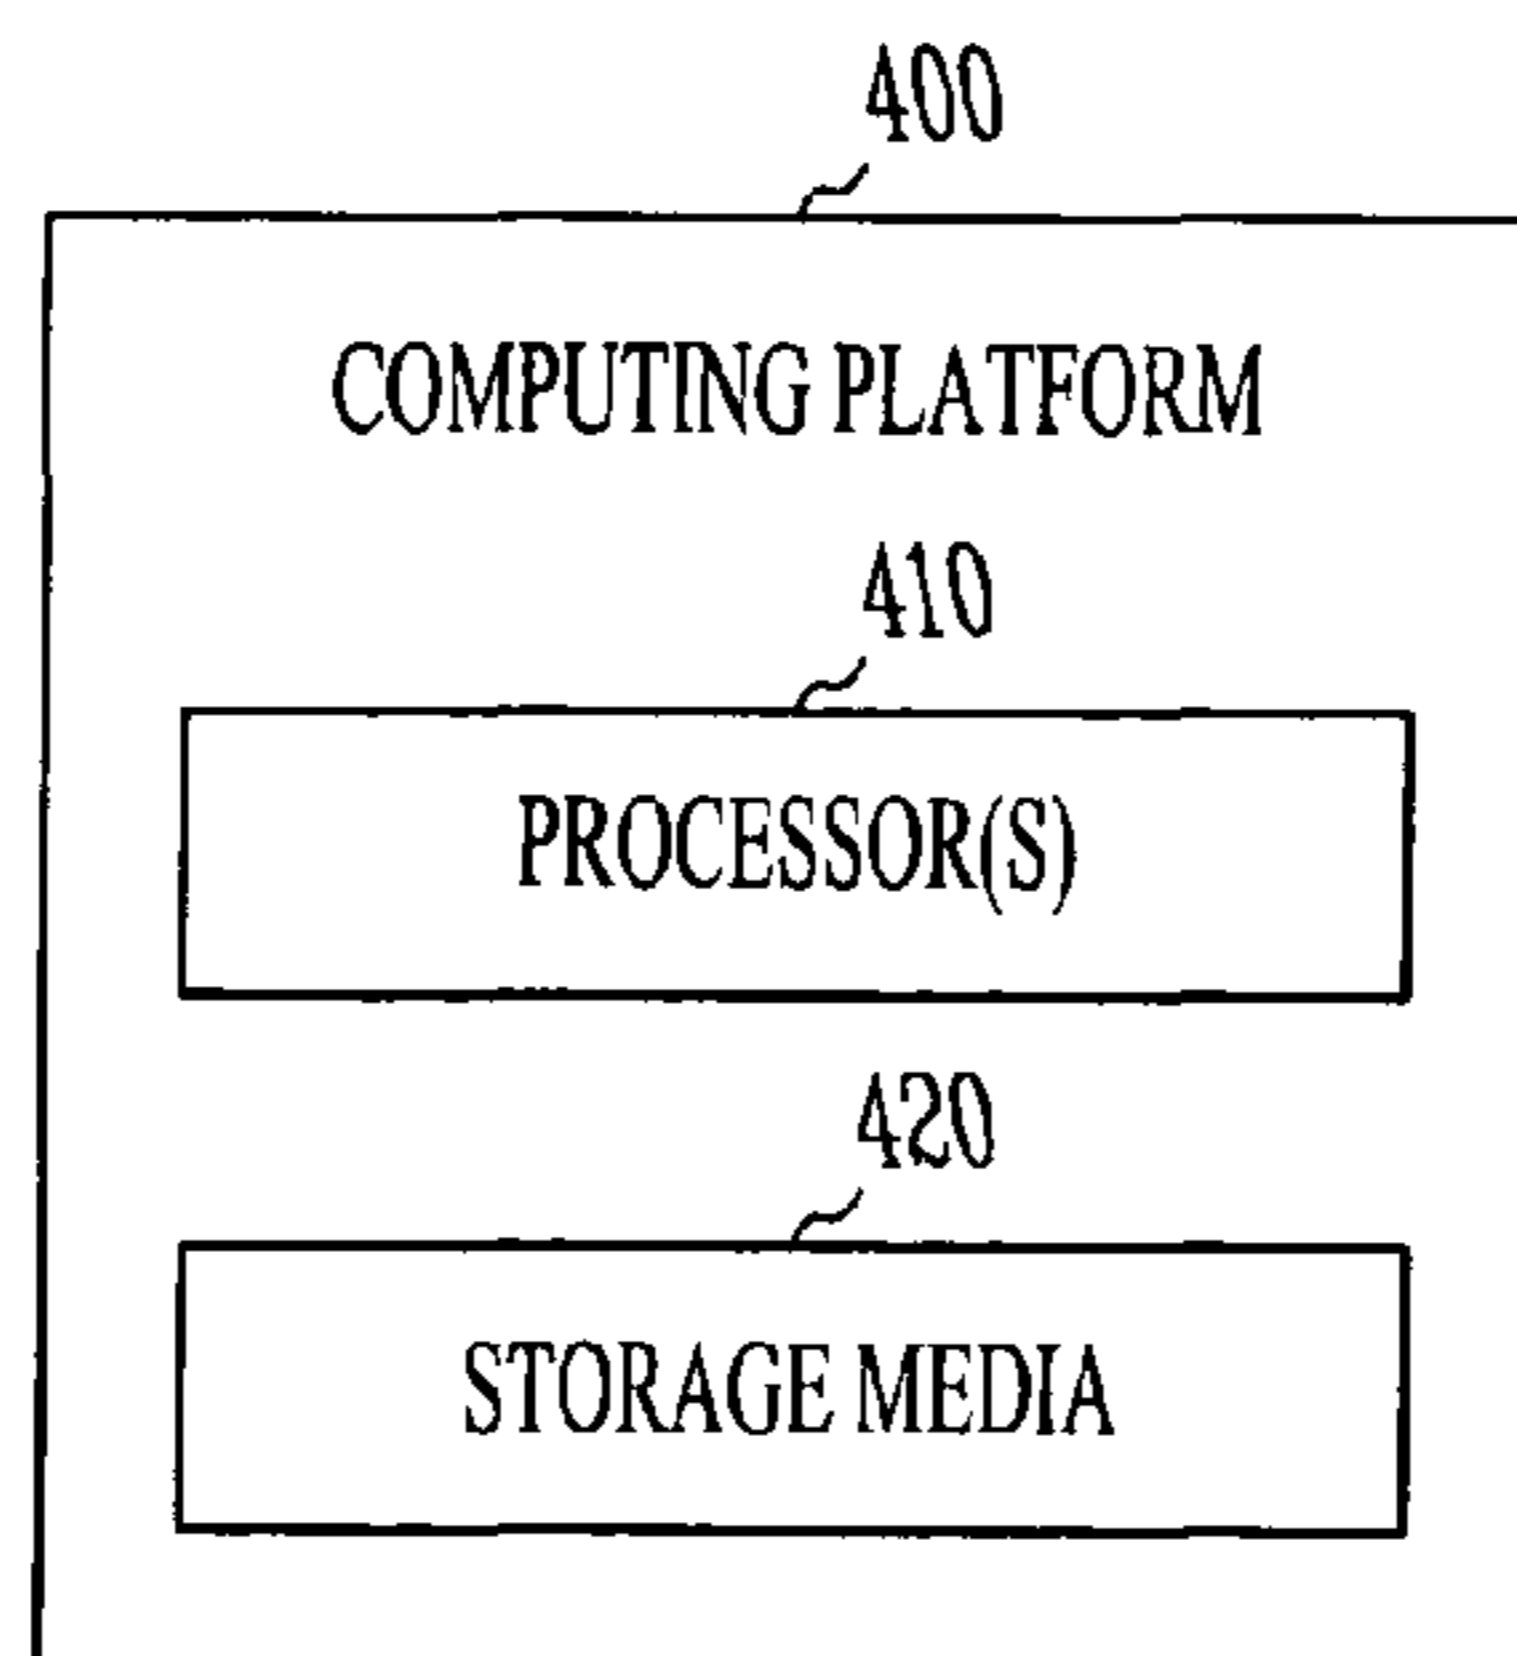 400
COMPUTING PLATFORM
410
PROCESSOR(S)
420
STORAGE MEDIA